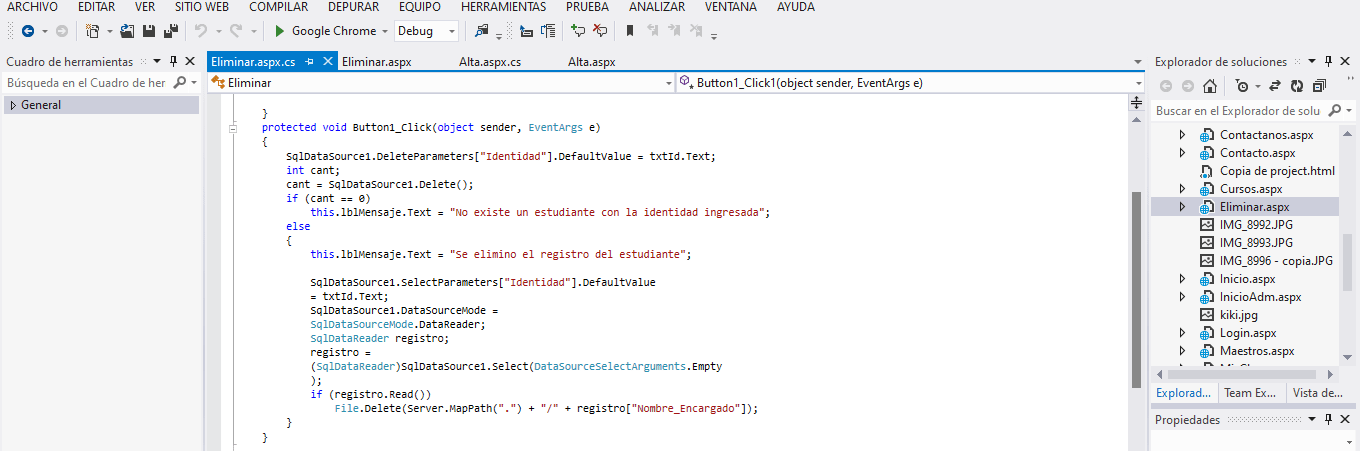 ARCHIVO EDITAR VER SITIO WEB COMPILAR DEPURAR EQUIPO HERRAMIENTAS PRUEBA ANALIZAR VENTANA AYUDA
Google Chrome Debug
Cuadro de herramientas
Búsqueda en el Cuadro de her
General
Eliminar.aspx.cs Eliminar.aspx Alta.aspx.cs Alta.aspx
Eliminar Button1_Click1(object sender, EventArgs e)
}
protected void Button1_Click(object sender, EventArgs e)
{
SqlDataSource1.DeleteParameters["Identidad"].DefaultValue = txtId.Text;
int cant;
cant = SqlDataSource1.Delete();
if (cant == 0)
this.lblMensaje.Text = "No existe un estudiante con la identidad ingresada";
else
{
this.lblMensaje.Text = "Se elimino el registro del estudiante";
SqlDataSource1.SelectParameters["Identidad"].DefaultValue
= txtId.Text;
SqlDataSource1.DataSourceMode =
SqlDataSourceMode.DataReader;
SqlDataReader registro;
registro =
(SqlDataReader)SqlDataSource1.Select(DataSourceSelectArguments.Empty
);
if (registro.Read())
File.Delete(Server.MapPath(".") + "/" + registro["Nombre_Encargado"]);
}
}
Explorador de soluciones
Buscar en el Explorador de solu
Contactanos.aspx
Contacto.aspx
Copia de project.html
Cursos.aspx
Eliminar.aspx
IMG_8992.JPG
IMG_8993.JPG
IMG_8996 - copia.JPG
Inicio.aspx
InicioAdm.aspx
kiki.jpg
Login.aspx
Maestros.aspx
Explorad... Team Ex... Vista de...
Propiedades